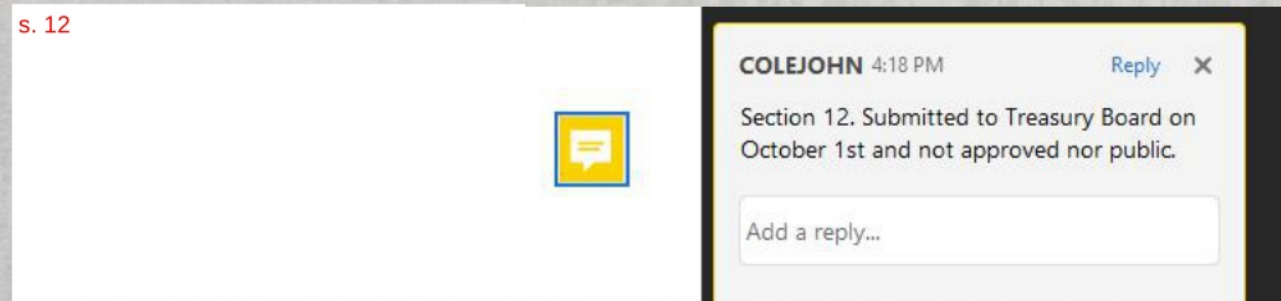 s. 12
COLEJOHN 4:18 PM Reply
Section 12. Submitted to Treasury Board on
October 1st and not approved nor public.
Add a reply...